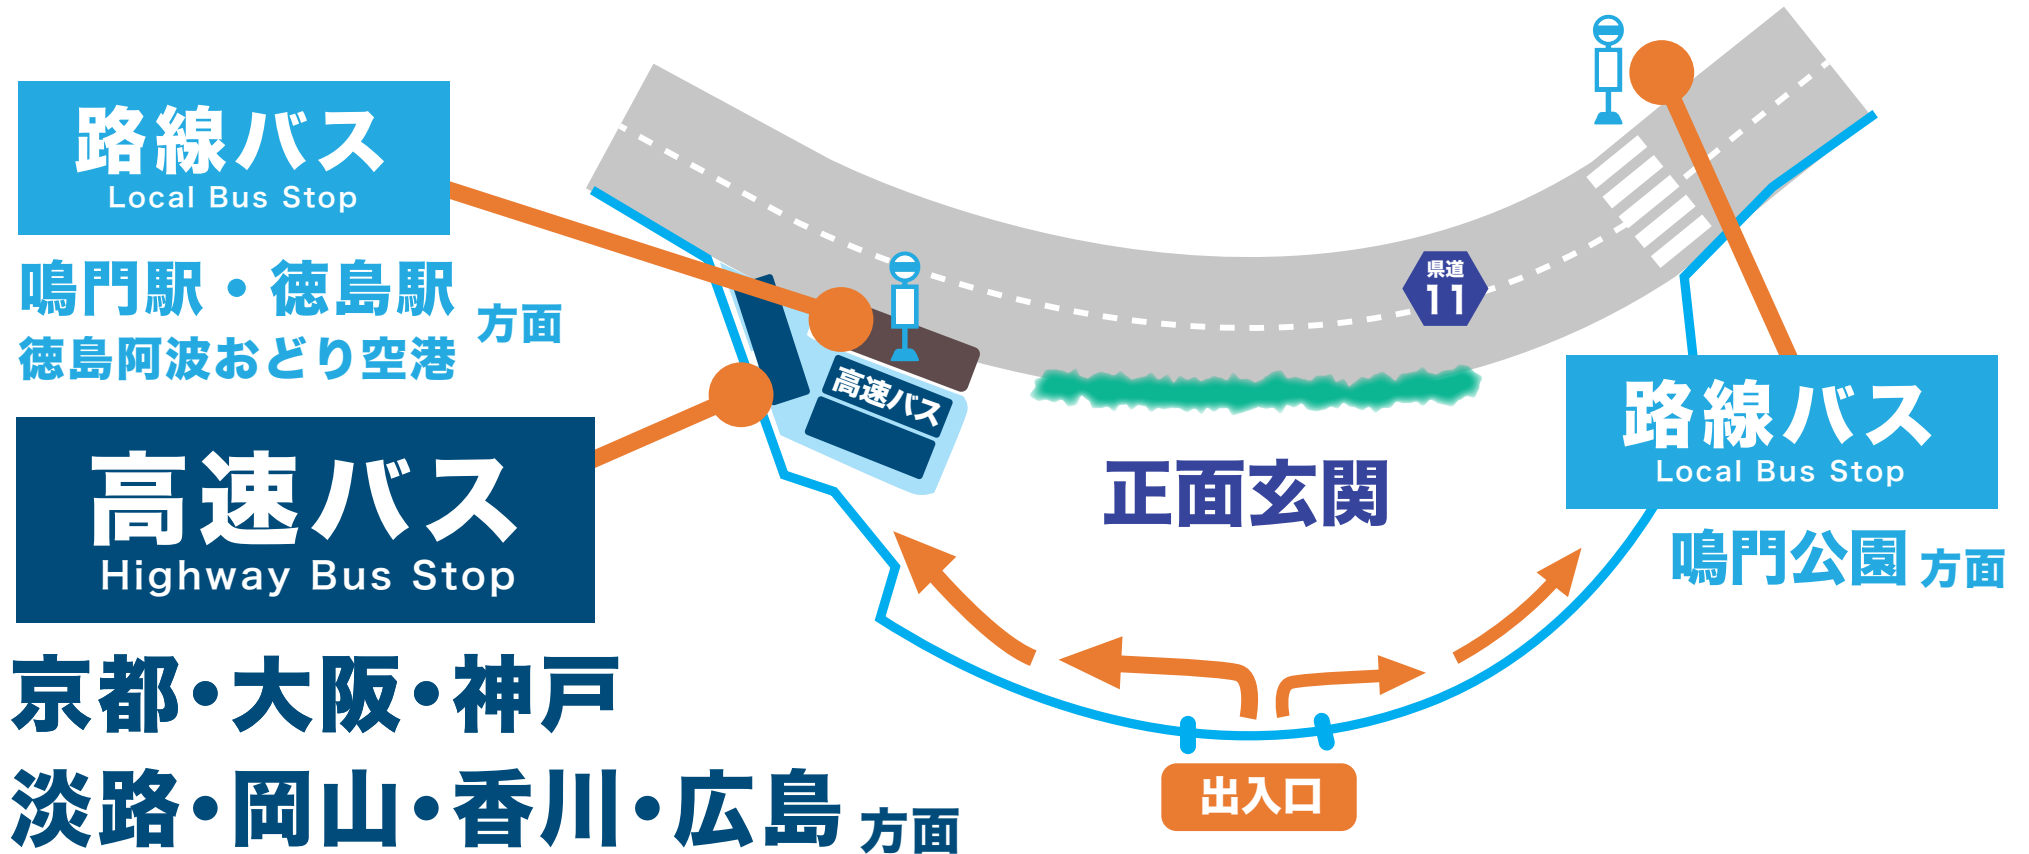 路線バス
Local Bus Stop
鳴門駅・徳島駅
徳島阿波おどり空港
方面
高速バス
Highway Bus Stop
京都・大阪・神戸
淡路・岡山・香川・広島 方面
高速バス
県道
11
正面玄関
路線バス
Local Bus Stop
鳴門公園 方面
出入口